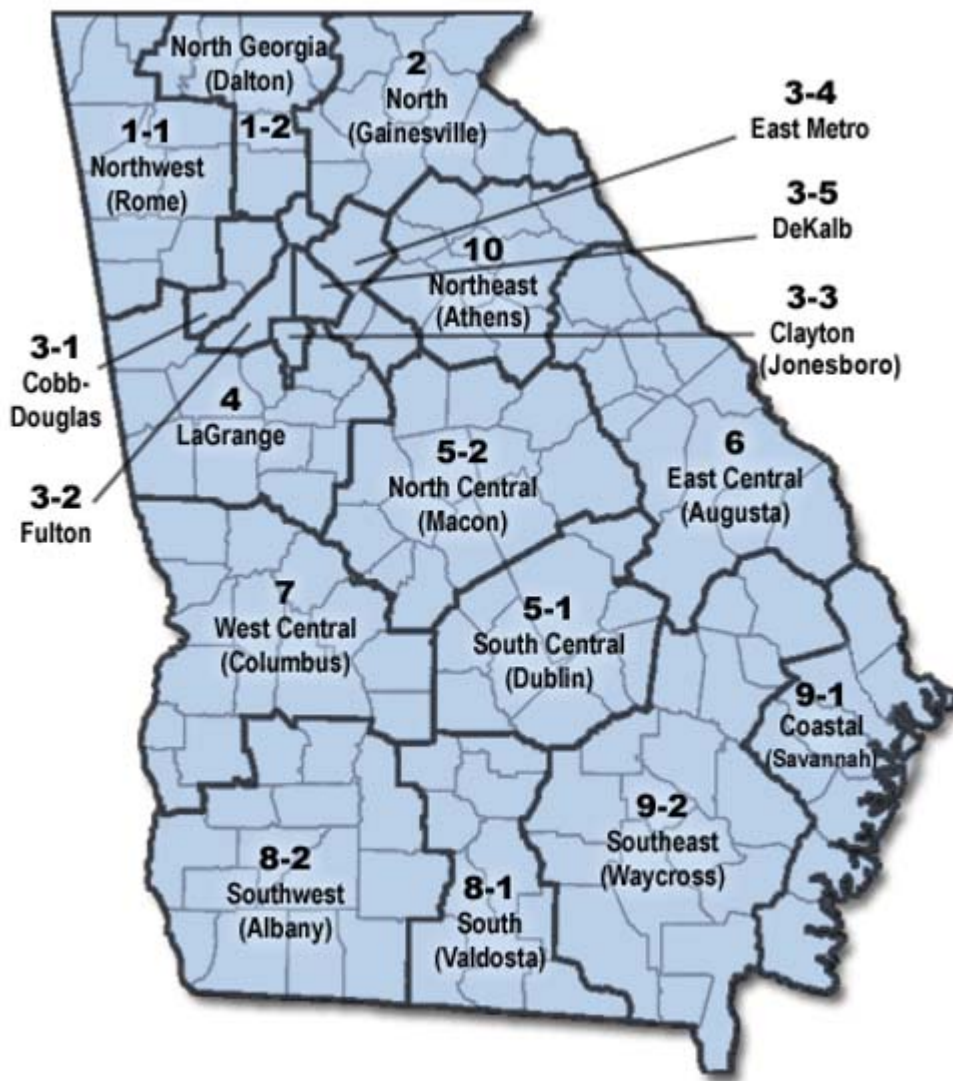 North Georgia
(Dalton)
1-2
2
North
(Gainesville)
1-1
Northwest
(Rome)
3-4
East Metro
3-5
DeKalb
10
Northeast
(Athens)
3-3
Clayton
(Jonesboro)
3-1
Cobb-
Douglas
4
LaGrange
3-2
Fulton
5-2
North Central
(Macon)
6
East Central
(Augusta)
7
West Central
(Columbus)
5-1
South Central
(Dublin)
9-1
Coastal
(Savannah)
9-2
Southeast
(Waycross)
8-2
Southwest
(Albany)
8-1
South
(Valdosta)